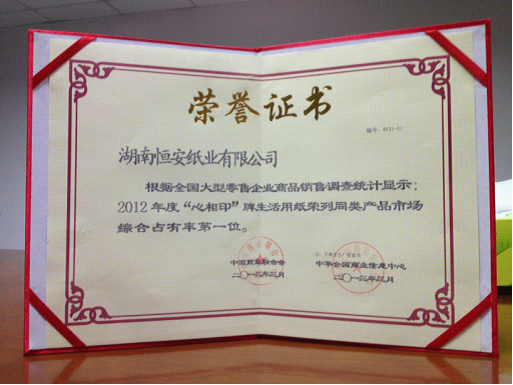 荣誉证书
编号：
湖南恒安纸业有限公司
根据全国大型零售企业商品销售调查统计显示：
2012年度“心相印”牌生活用纸荣列同类产品市场
综合占有率第一位。
中国商业联合会 中华全国商业信息中心
二〇一三年三月 二〇一三年三月